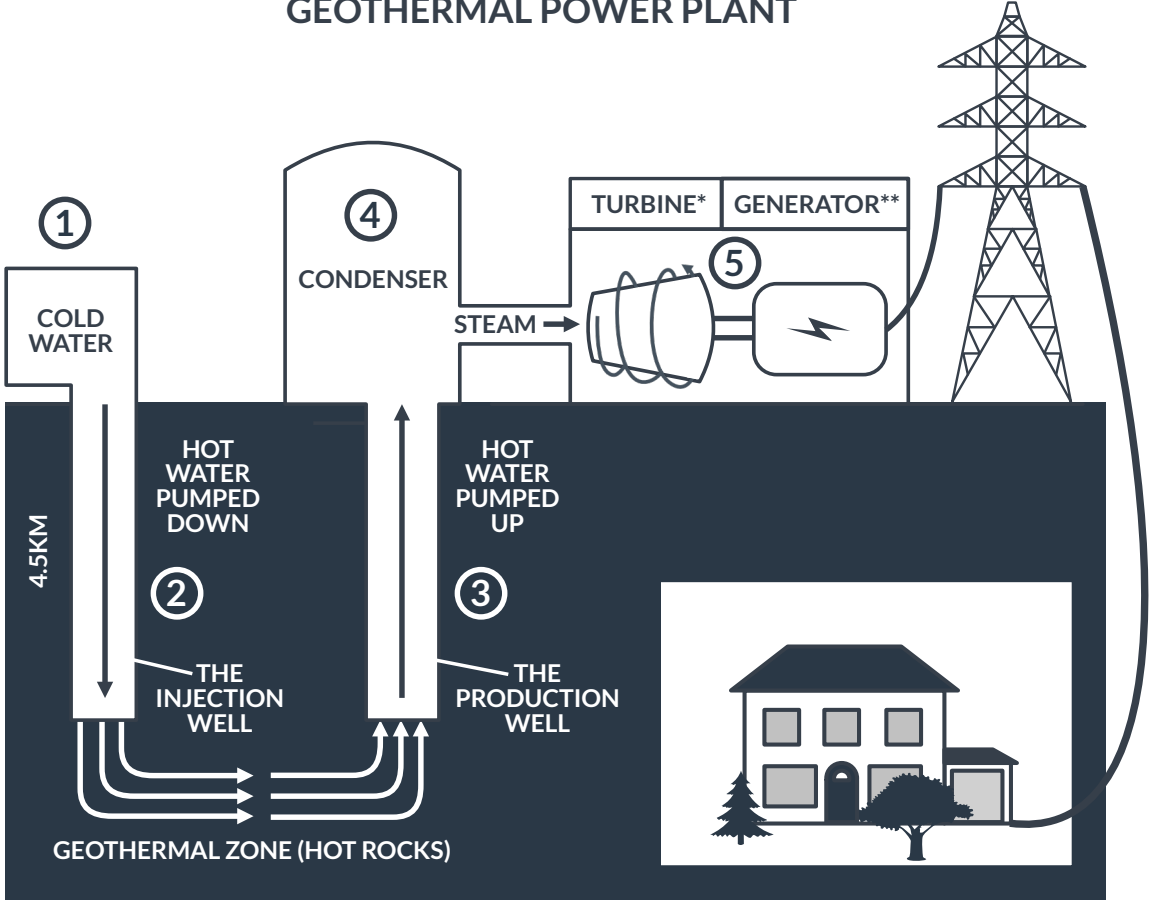 GEOTHERMAL POWER PLANT
1
COLD
WATER
4
CONDENSER
STEAM
TURBINE*
GENERATOR**
5
4.5KM
HOT
WATER
PUMPED
DOWN
2
THE
INJECTION
WELL
HOT
WATER
PUMPED
UP
3
THE
PRODUCTION
WELL
GEOTHERMAL ZONE (HOT ROCKS)